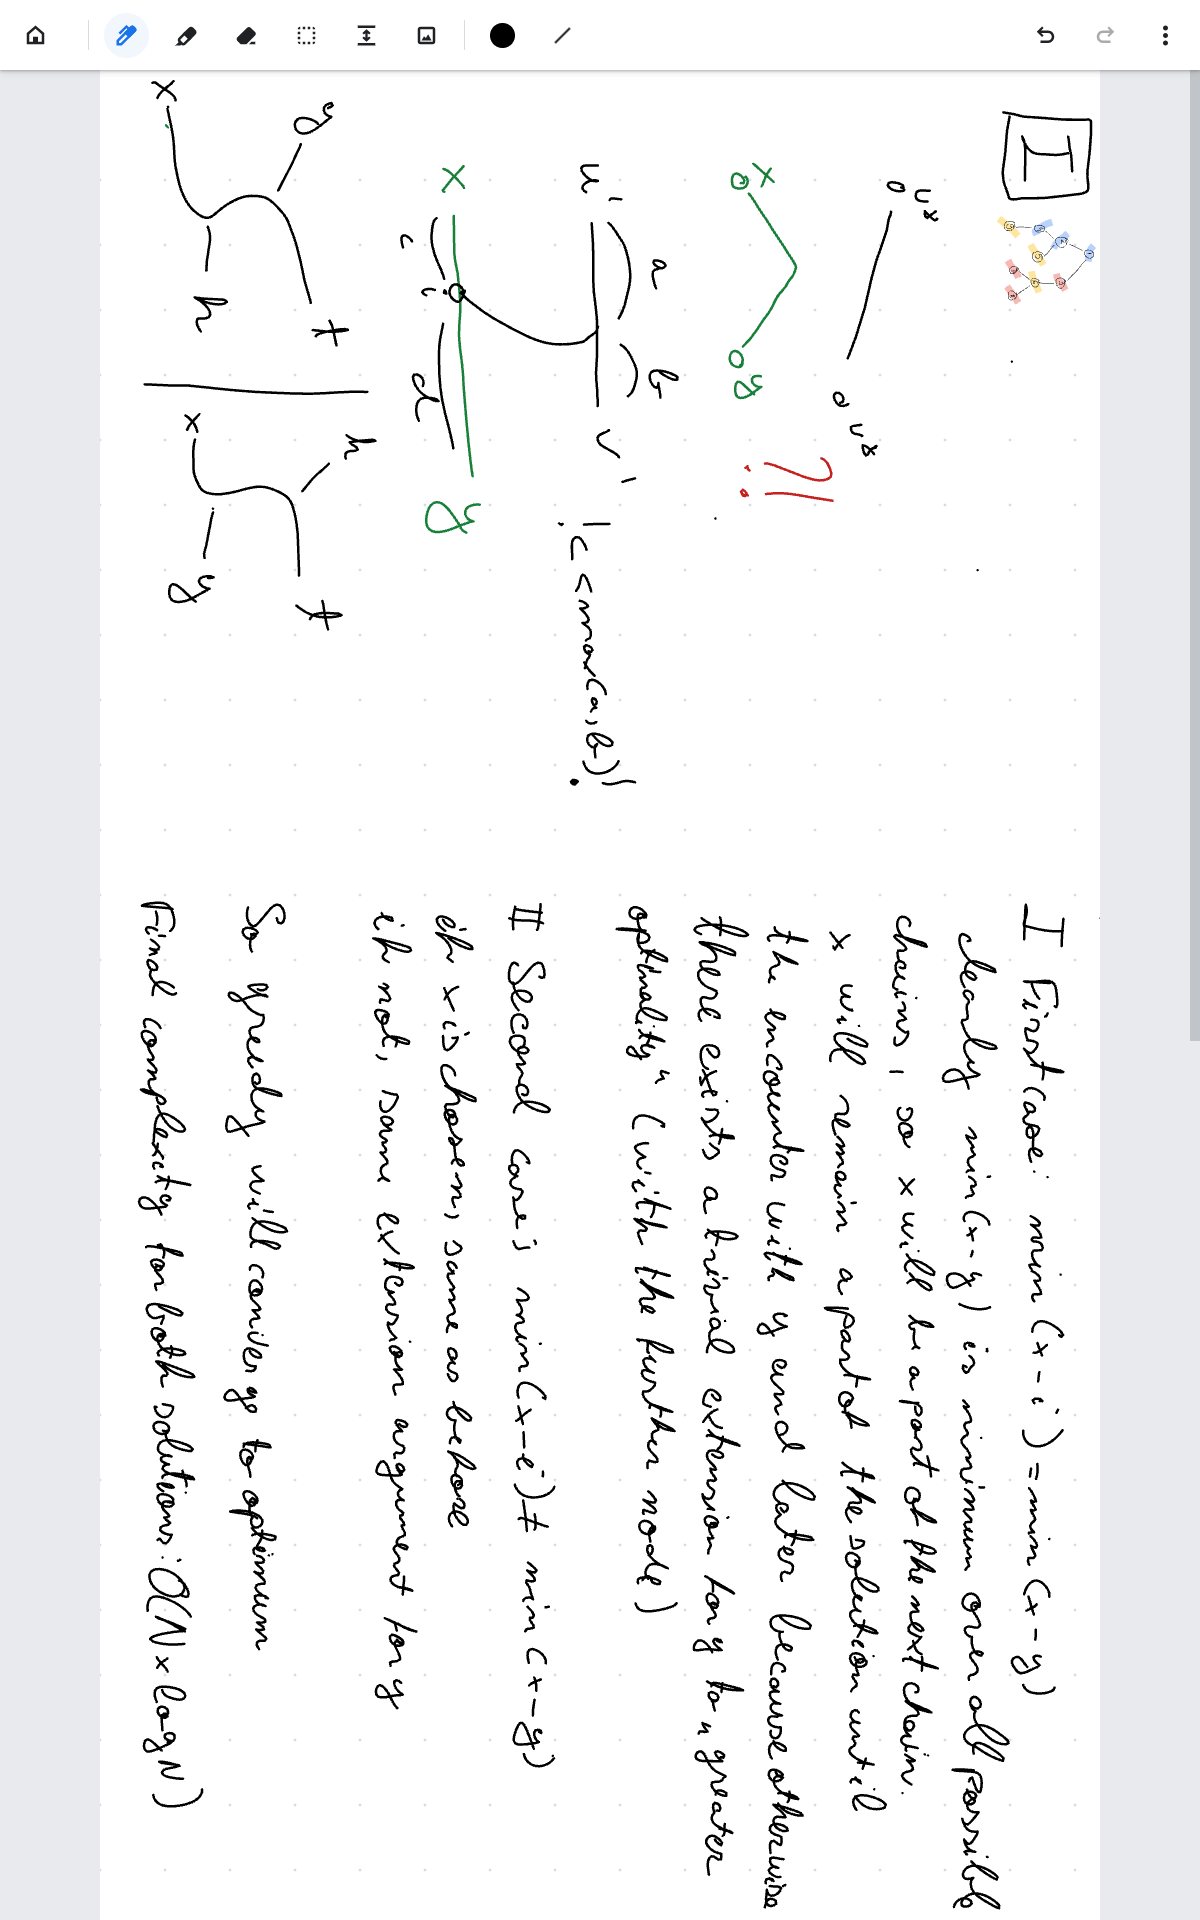 I
u*
v*
x
y
?!
u'
a
b
v'
! c < max(a, b) !
x
c
i
d
y
y
x
h
t
h
x
y
t
I First case: min(x-i) = min(x-y)
clearly min(x-y) is minimum over all possible
chains, so x will be a part of the next chain.
x will remain a part of the solution until
the encounter with y and later because otherwise
there exists a trivial extension for y to "greater
optimality" (with the further node)
II Second case; min(x-i) ≠ min(x-y)
if x is chosen, same as before
if not, same extension argument for y
So greedy will converge to optimum
Final complexity for both solutions: O(N × log N)